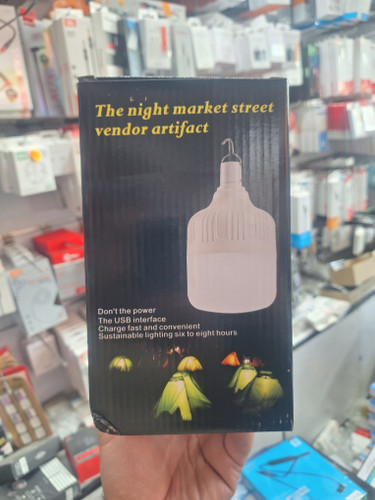 The night market street
vendor artifact
Don't the power
The USB interface
Charge fast and convenient
Sustainable lighting six to eight hours